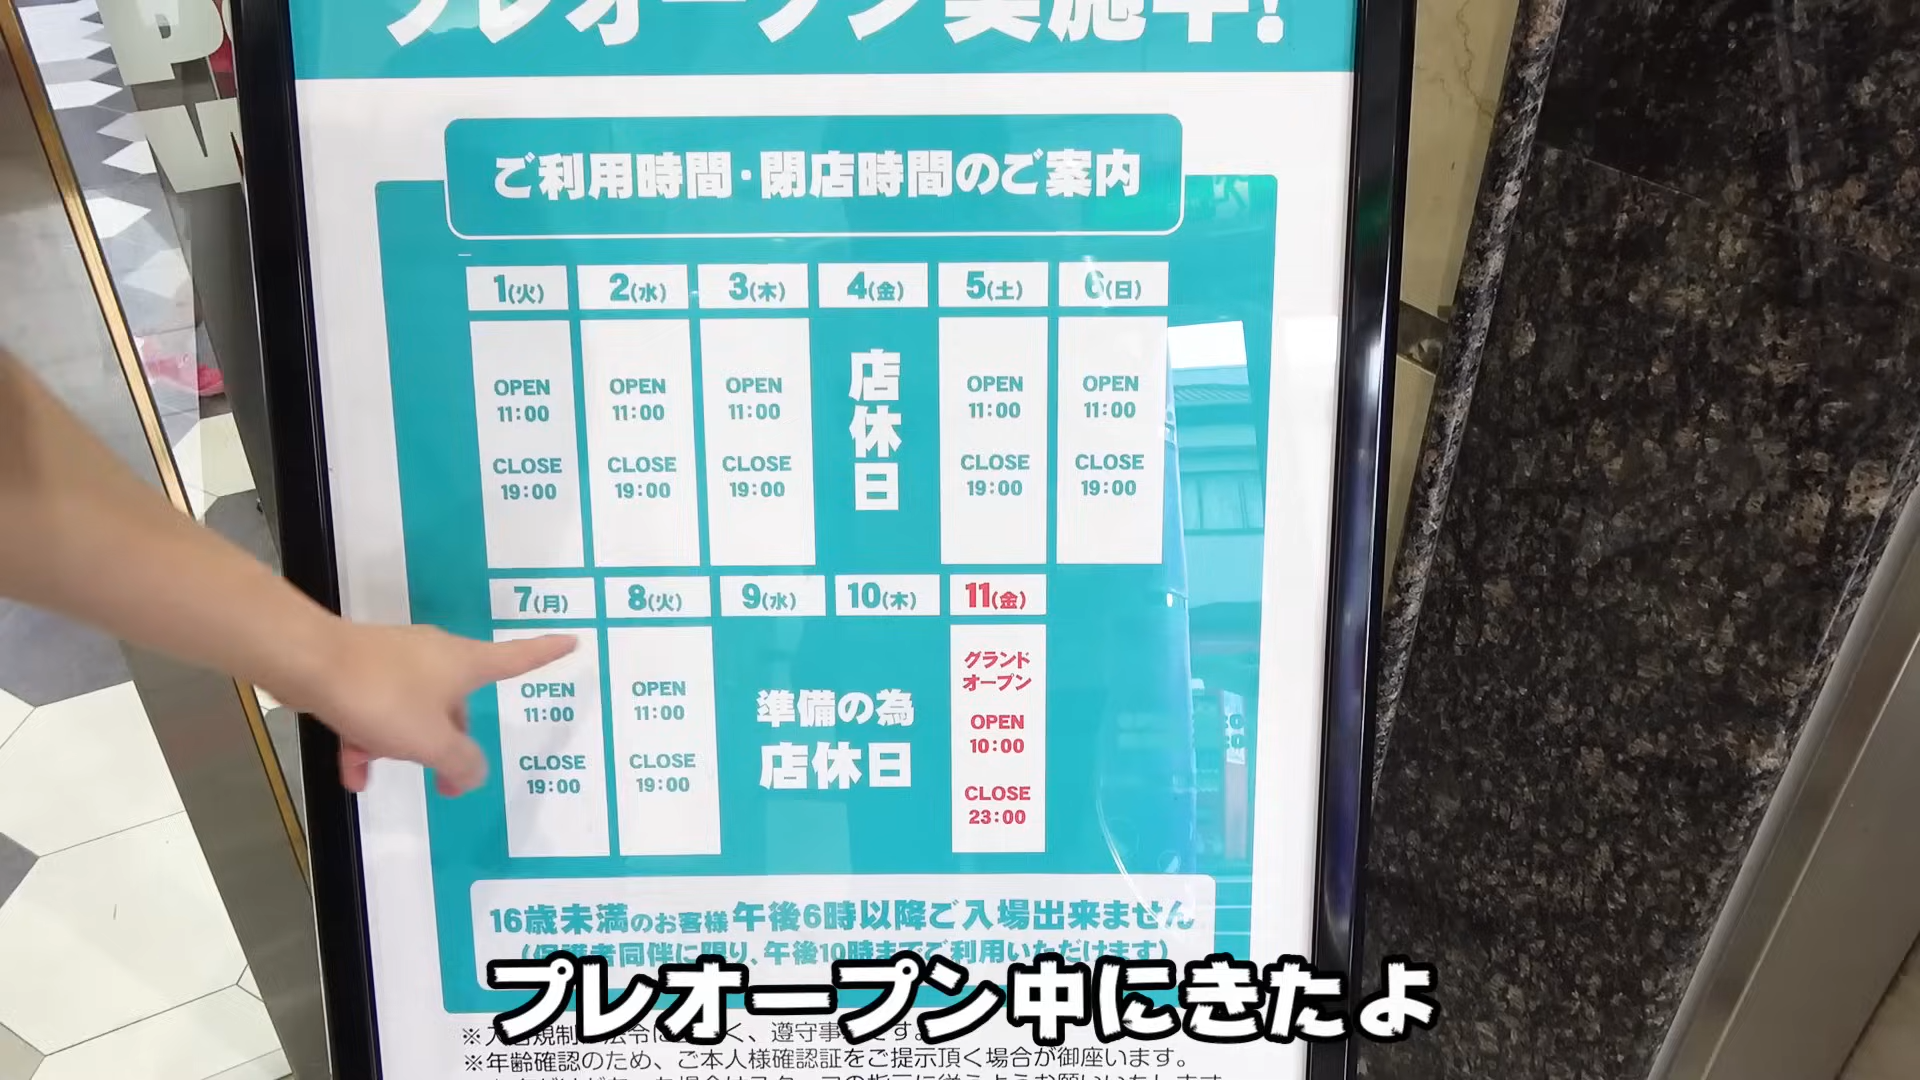 プレオープン実施中!
ご利用時間・閉店時間のご案内
1(火) 2(水) 3(木) 4(金) 5(土) 6(日)
OPEN 11:00 CLOSE 19:00
OPEN 11:00 CLOSE 19:00
OPEN 11:00 CLOSE 19:00
店休日
OPEN 11:00 CLOSE 19:00
OPEN 11:00 CLOSE 19:00
7(月) 8(火) 9(水) 10(木) 11(金)
OPEN 11:00 CLOSE 19:00
OPEN 11:00 CLOSE 19:00
準備の為
店休日
グランド
オープン
OPEN 10:00 CLOSE 23:00
16歳未満のお客様午後6時以降ご入場出来ません
(保護者同伴に限り、午後10時までご利用いただけます)
プレオープン中にきたよ
※年齢確認のため、ご本人様確認証をご提示頂く場合が御座います。